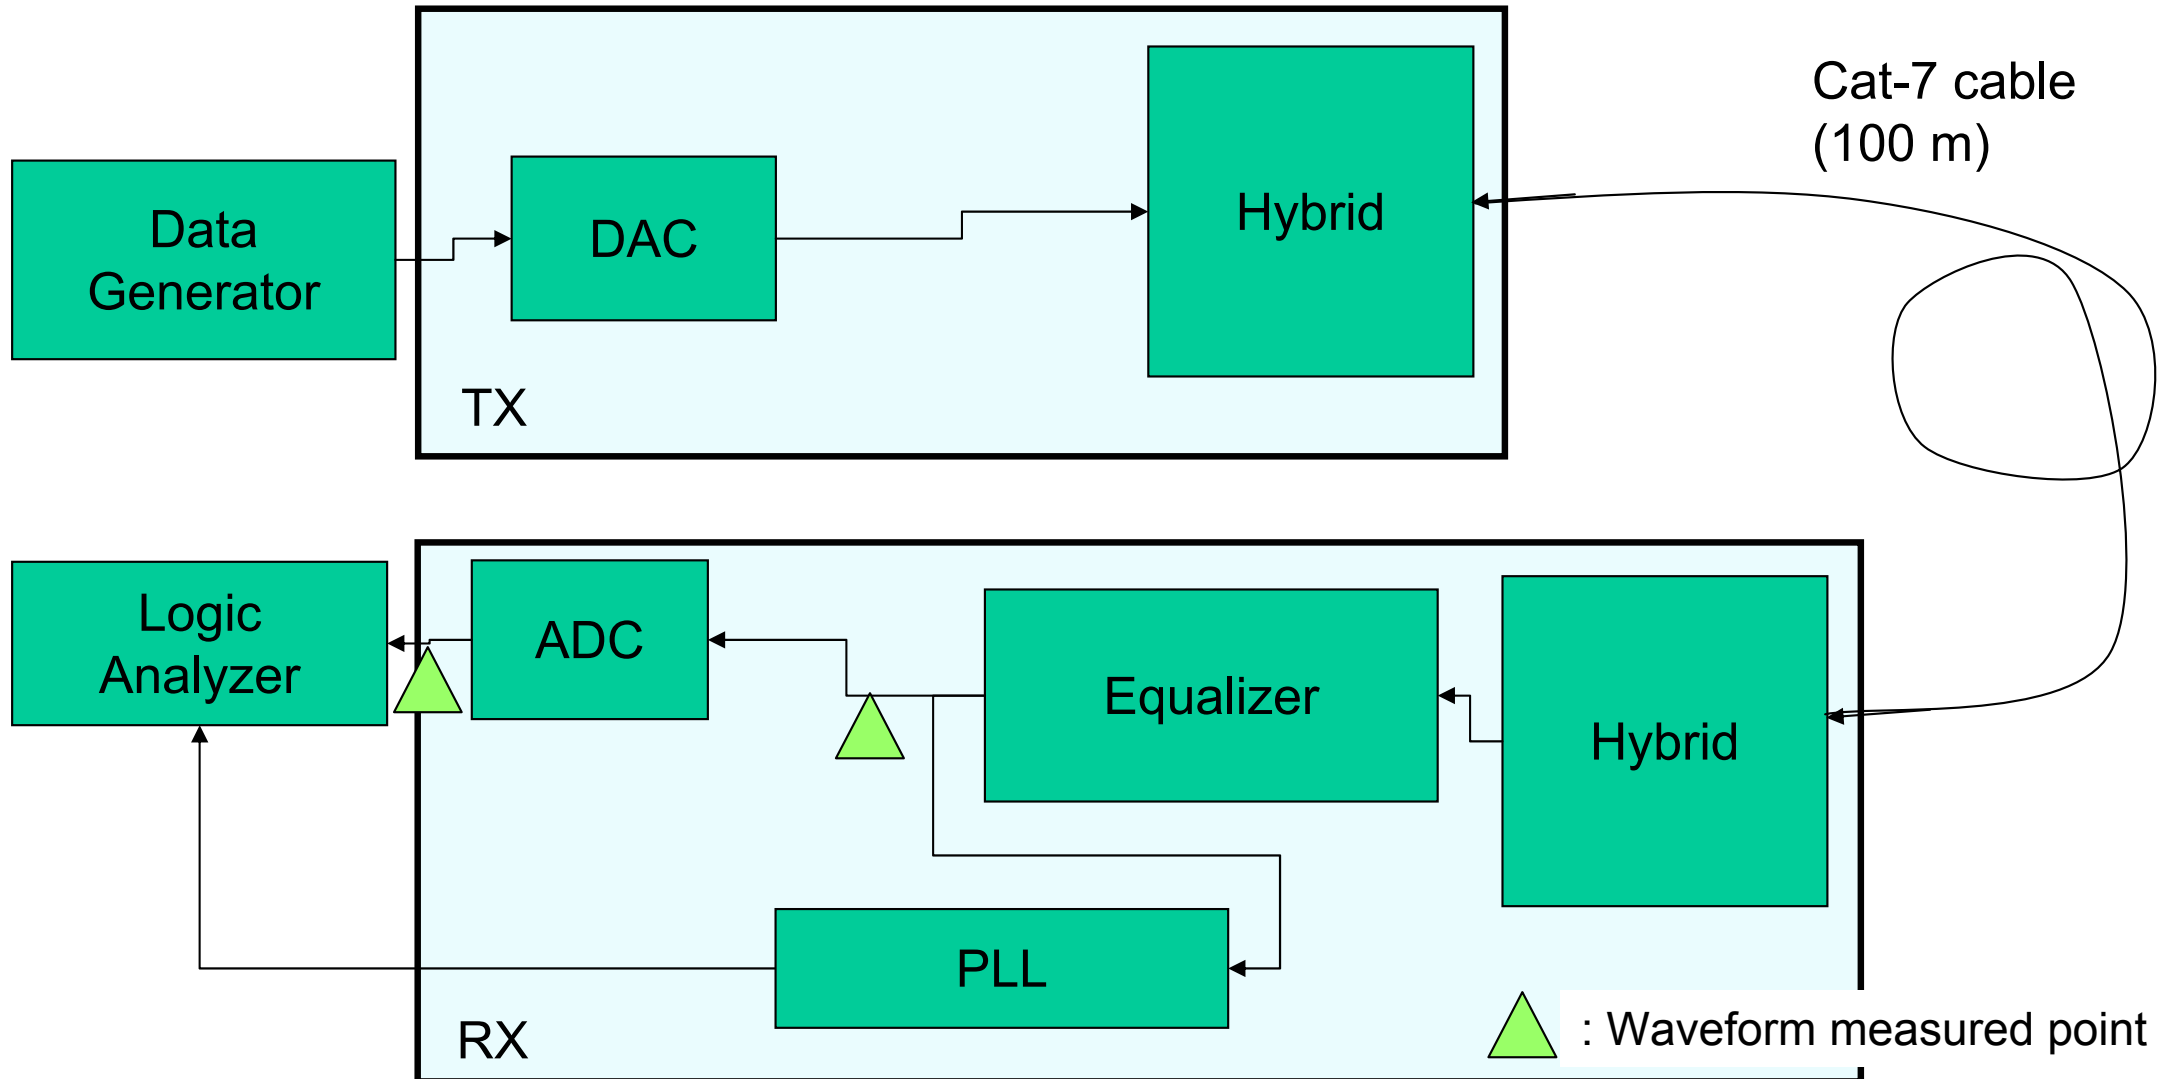 Cat-7 cable
(100 m)
Data
Generator
DAC
Hybrid
TX
Logic
Analyzer
ADC
Equalizer
Hybrid
PLL
RX
: Waveform measured point